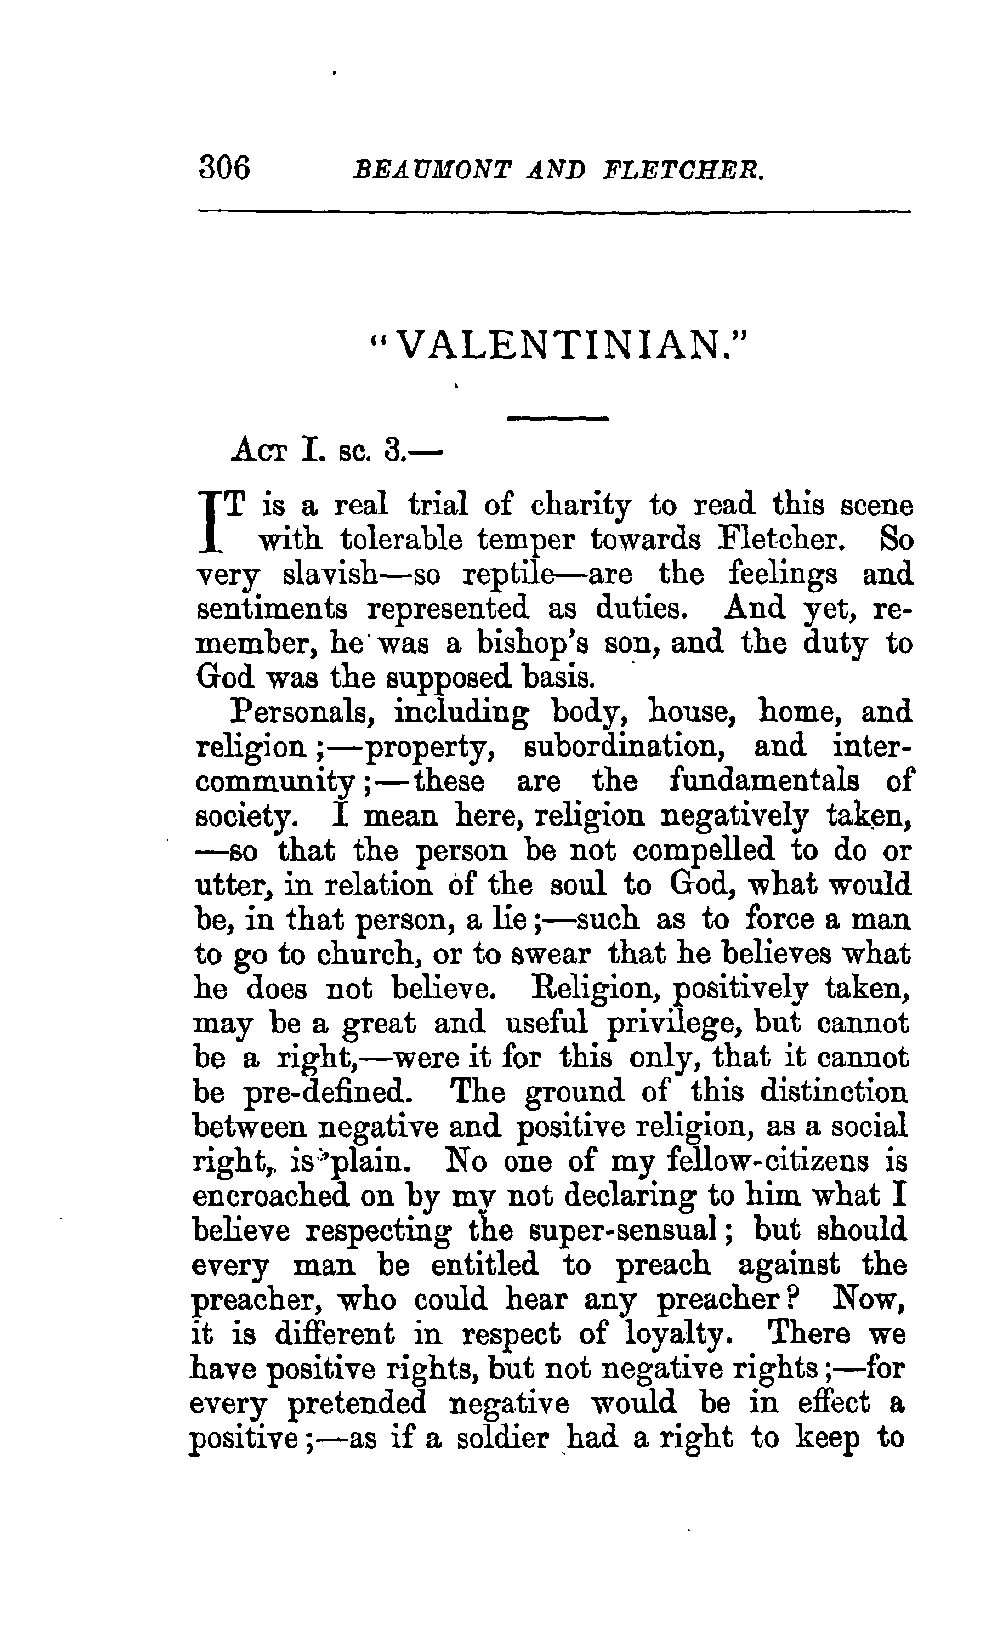 306 BEAUMONT AND FLETCHER.
"VALENTINIAN."
ACT I. sc. 3.—
IT is a real trial of charity to read this scene
with tolerable temper towards Fletcher. So
very slavish—so reptile—are the feelings and
sentiments represented as duties. And yet, re-
member, he was a bishop's son, and the duty to
God was the supposed basis.
Personals, including body, house, home, and
religion;—property, subordination, and inter-
community;—these are the fundamentals of
society. I mean here, religion negatively taken,
—so that the person be not compelled to do or
utter, in relation of the soul to God, what would
be, in that person, a lie;—such as to force a man
to go to church, or to swear that he believes what
he does not believe. Religion, positively taken,
may be a great and useful privilege, but cannot
be a right,—were it for this only, that it cannot
be pre-defined. The ground of this distinction
between negative and positive religion, as a social
right, is plain. No one of my fellow-citizens is
encroached on by my not declaring to him what I
believe respecting the super-sensual; but should
every man be entitled to preach against the
preacher, who could hear any preacher? Now,
it is different in respect of loyalty. There we
have positive rights, but not negative rights;—for
every pretended negative would be in effect a
positive;—as if a soldier had a right to keep to